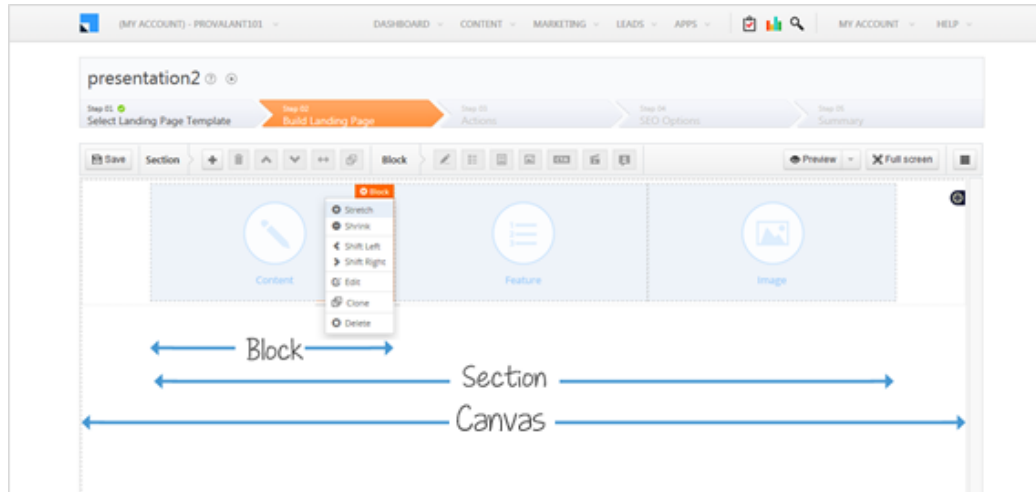 (MY ACCOUNT) - PROVALANT101 DASHBOARD CONTENT MARKETING LEADS APPS MY ACCOUNT HELP
presentation2
Step 01 Step 02 Step 03 Step 04 Step 05
Select Landing Page Template Build Landing Page Actions SEO Options Summary
Save Section Block Preview Full screen
Block
Stretch
Shrink
Shift Left
Shift Right
Content Feature Image
Edit
Clone
Delete
Block
Section
Canvas